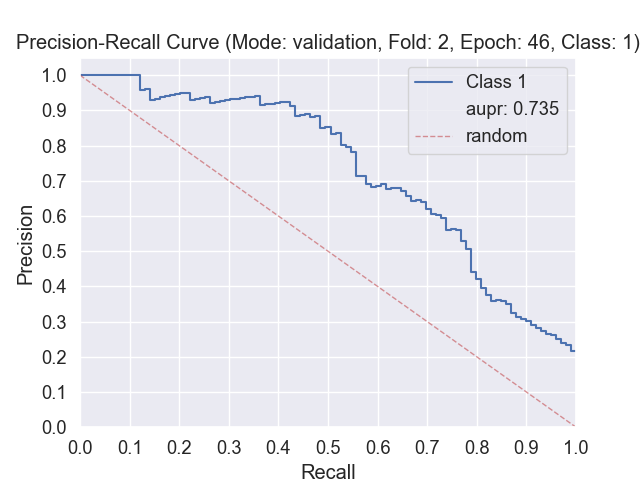 Precision-Recall Curve (Mode: validation, Fold: 2, Epoch: 46, Class: 1)
1.0
0.9
0.8
0.7
0.6
0.5
0.4
0.3
0.2
0.1
0.0
Precision
Class 1
aupr: 0.735
random
0.0 0.1 0.2 0.3 0.4 0.5 0.6 0.7 0.8 0.9 1.0
Recall